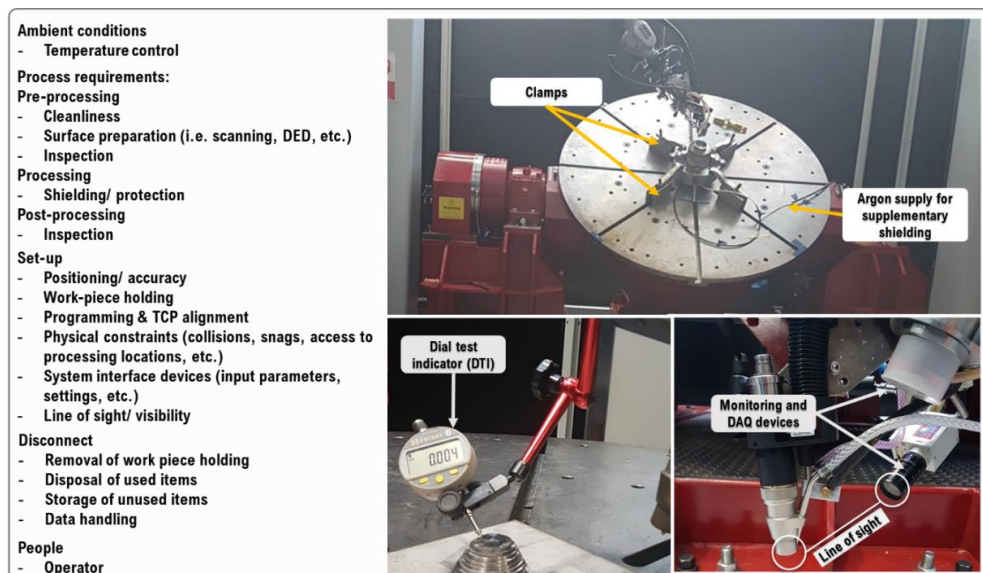 Ambient conditions
- Temperature control
Process requirements:
Pre-processing
- Cleanliness
- Surface preparation (i.e. scanning, DED, etc.)
- Inspection
Processing
- Shielding/ protection
Post-processing
- Inspection
Set-up
- Positioning/ accuracy
- Work-piece holding
- Programming & TCP alignment
- Physical constraints (collisions, snags, access to
processing locations, etc.)
- System interface devices (input parameters,
settings, etc.)
- Line of sight/ visibility
Disconnect
- Removal of work piece holding
- Disposal of used items
- Storage of unused items
- Data handling
People
- Operator
Clamps
Argon supply for
supplementary
shielding
Dial test
indicator (DTI)
0.004
Monitoring and
DAQ devices
Line of sight